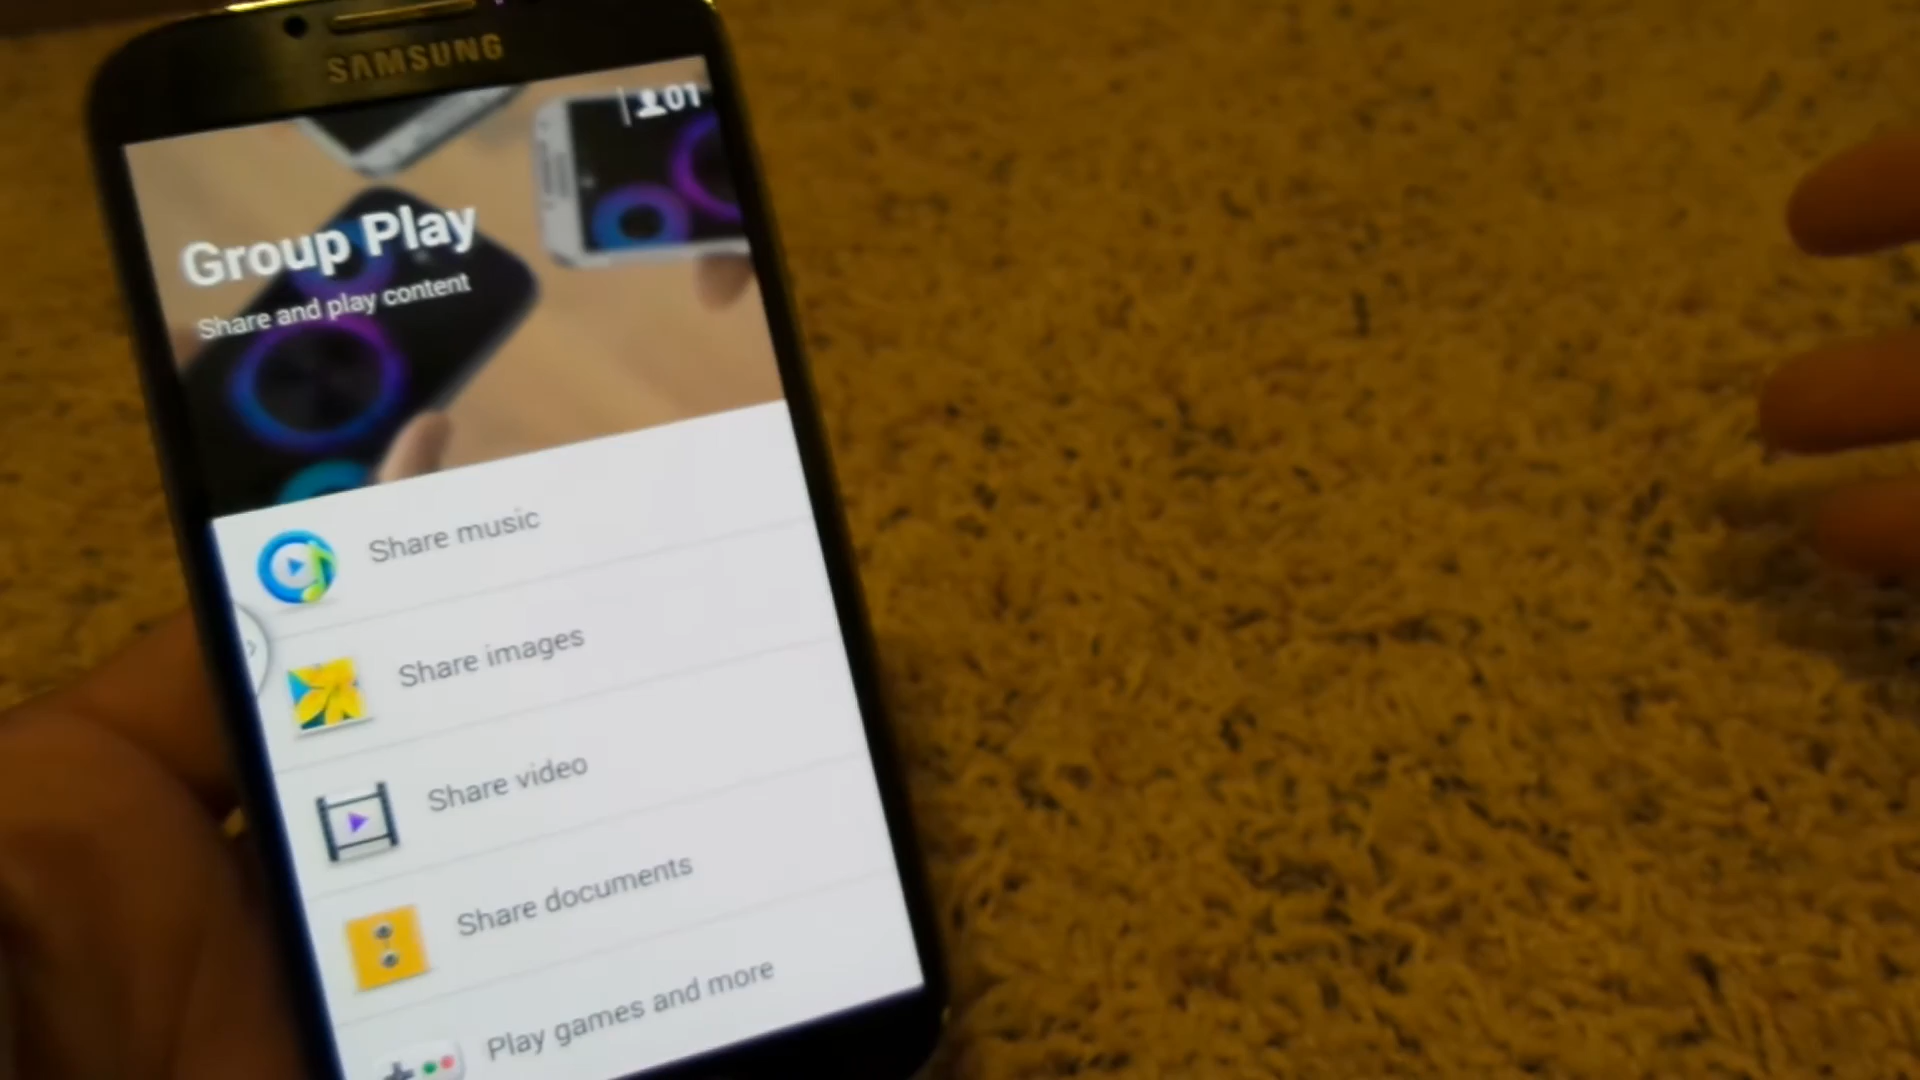 SAMSUNG
01
Group Play
Share and play content
Share music
Share images
Share video
Share documents
Play games and more